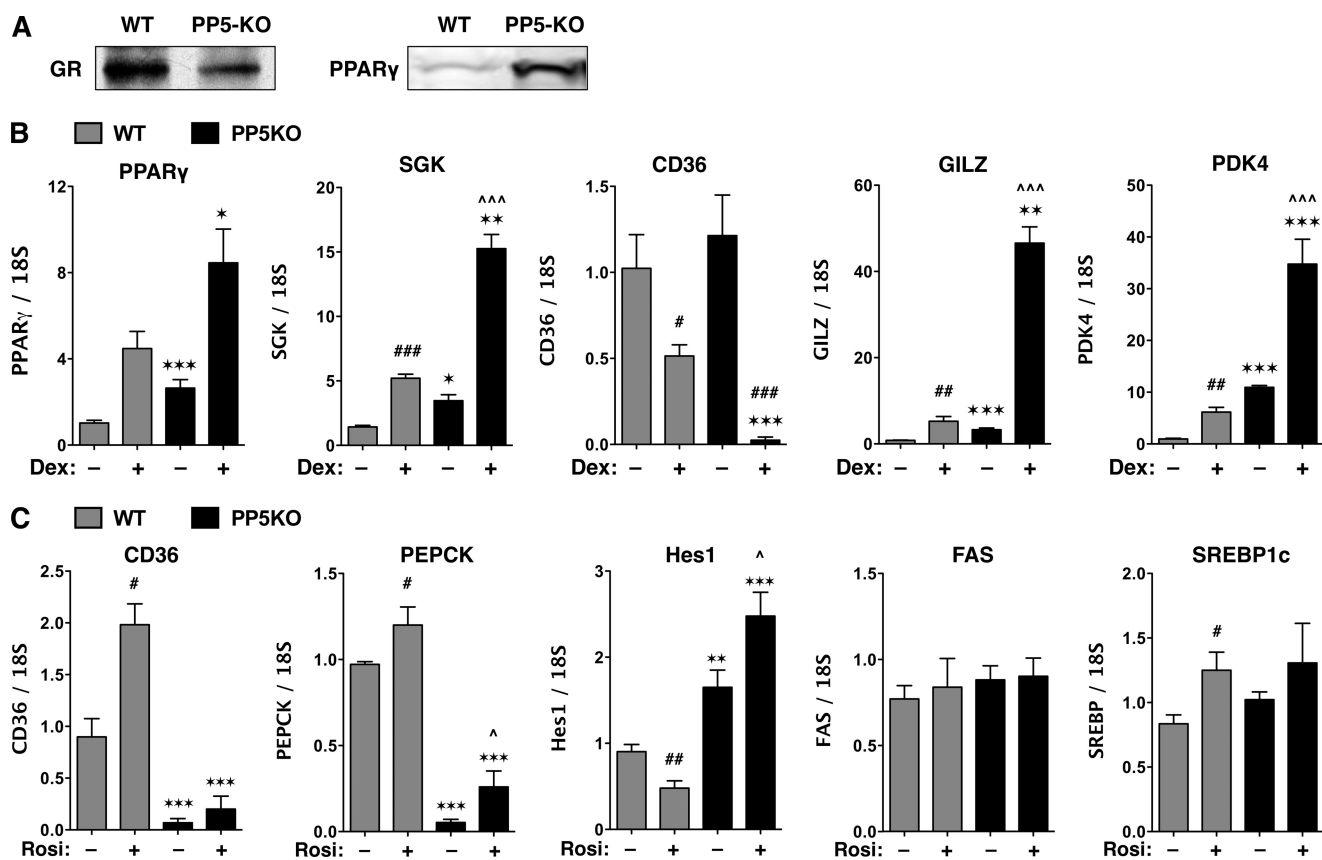 A
WT PP5-KO
GR
WT PP5-KO
PPARγ
B
WT PP5KO
PPARγ
PPARγ / 18S
12
8
4
0
✶✶✶
✶
Dex: – + – +
SGK
SGK / 18S
20
15
10
5
0
###
✶
^^^
✶✶
– + – +
CD36
CD36 / 18S
1.5
1.0
0.5
0.0
#
###
✶✶✶
Dex: – + – +
GILZ
GILZ / 18S
60
40
20
0
##
✶✶✶
^^^
✶✶
Dex: – + – +
PDK4
PDK4 / 18S
50
40
30
20
10
0
##
✶✶✶
^^^
✶✶✶
Dex: – + – +
C
WT PP5KO
CD36
CD36 / 18S
2.5
2.0
1.5
1.0
0.5
0.0
#
✶✶✶
✶✶✶
Rosi: – + – +
PEPCK
PEPCK / 18S
1.5
1.0
0.5
0.0
#
✶✶✶
^
✶✶✶
Rosi: – + – +
Hes1
Hes1 / 18S
3
2
1
0
##
✶✶
^
✶✶✶
Rosi: – + – +
FAS
FAS / 18S
1.5
1.0
0.5
0.0
Rosi: – + – +
SREBP1c
SREBP / 18S
2.0
1.5
1.0
0.5
0.0
#
Rosi: – + – +